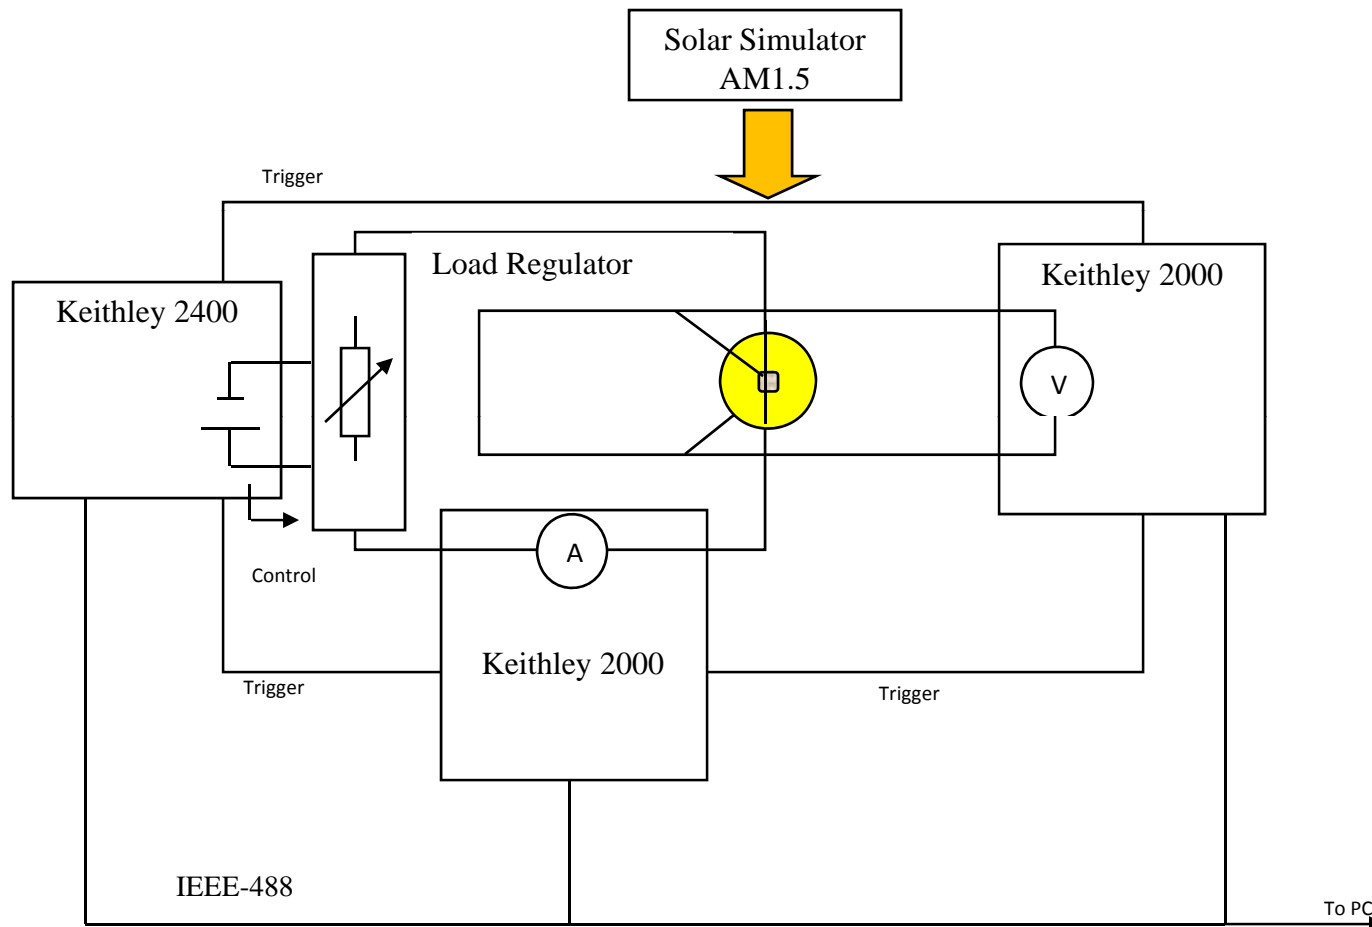 Solar Simulator
AM1.5
Trigger
Load Regulator
Keithley 2000
Keithley 2400
V
A
Control
Keithley 2000
Trigger
Trigger
IEEE-488
To PC